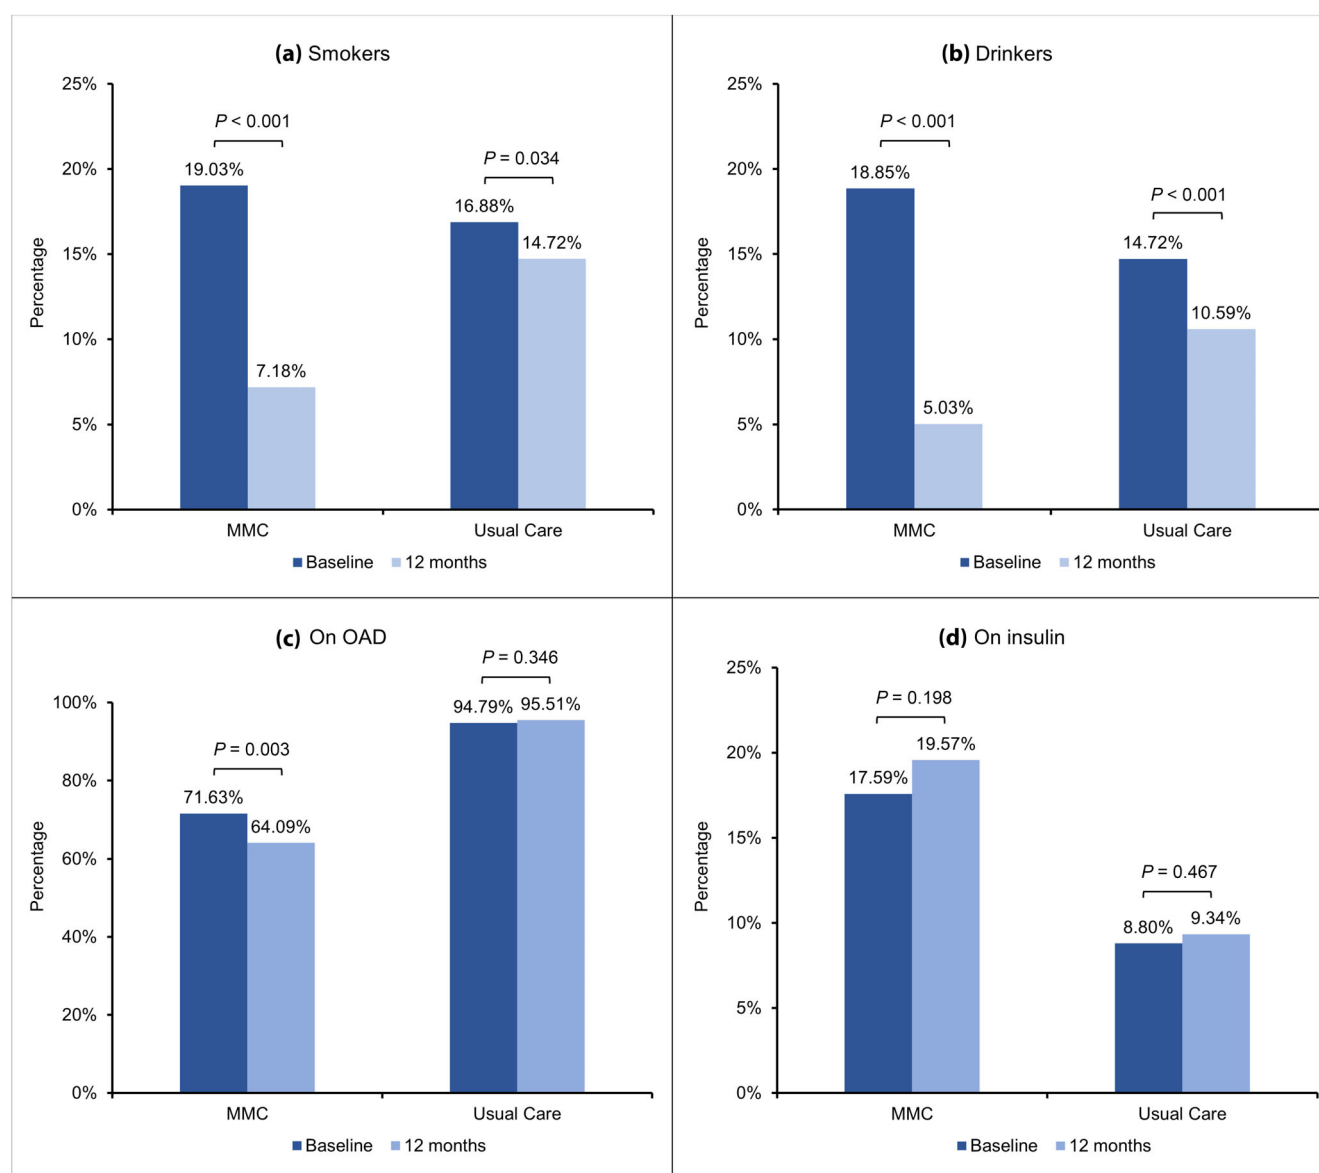 (a) Smokers
25%
20%
15%
10%
5%
0%
Percentage
P < 0.001
19.03%
7.18%
P = 0.034
16.88%
14.72%
MMC
Usual Care
Baseline 12 months
(b) Drinkers
25%
20%
15%
10%
5%
0%
Percentage
P < 0.001
18.85%
5.03%
P < 0.001
14.72%
10.59%
MMC
Usual Care
Baseline 12 months
(c) On OAD
100%
80%
60%
40%
20%
0%
Percentage
P = 0.003
71.63%
64.09%
P = 0.346
94.79% 95.51%
MMC
Usual Care
Baseline 12 months
(d) On insulin
25%
20%
15%
10%
5%
0%
Percentage
P = 0.198
17.59%
19.57%
P = 0.467
8.80%
9.34%
MMC
Usual Care
Baseline 12 months